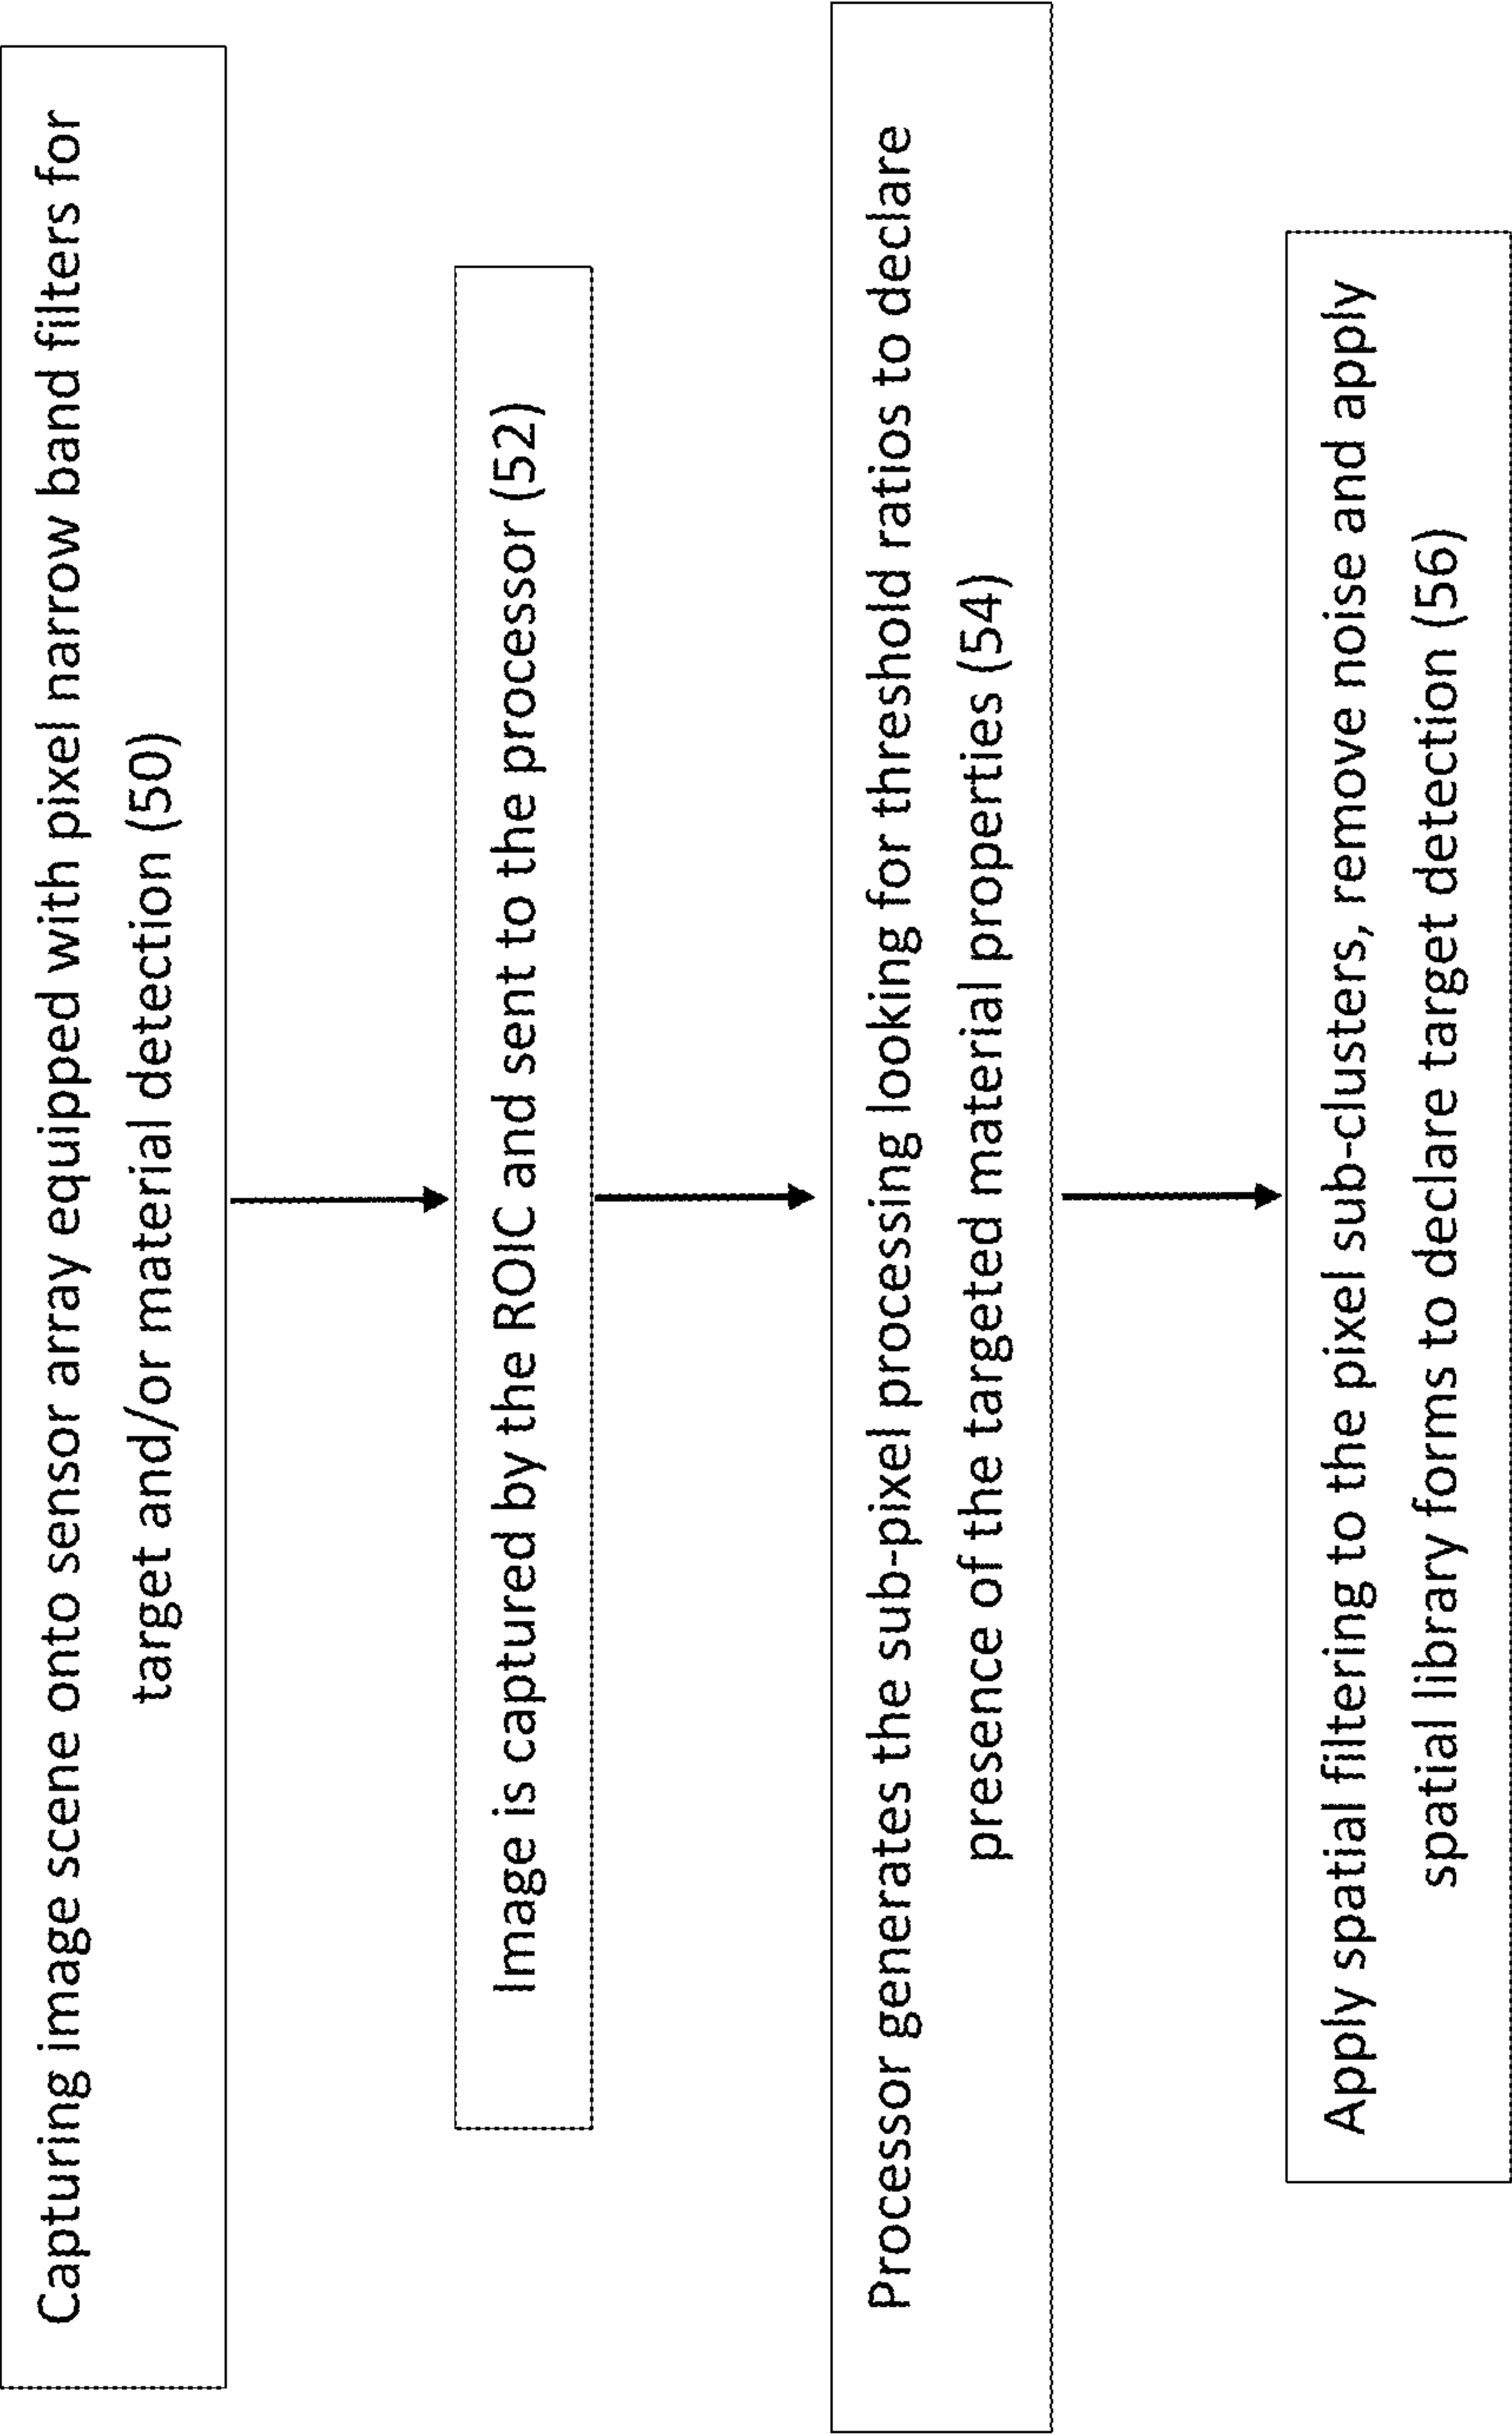 Capturing image scene onto sensor array equipped with pixel narrow band filters for
target and/or material detection (50)
Image is captured by the ROIC and sent to the processor (52)
Processor generates the sub-pixel processing looking for threshold ratios to declare
presence of the targeted material properties (54)
Apply spatial filtering to the pixel sub-clusters, remove noise and apply
spatial library forms to declare target detection (56)